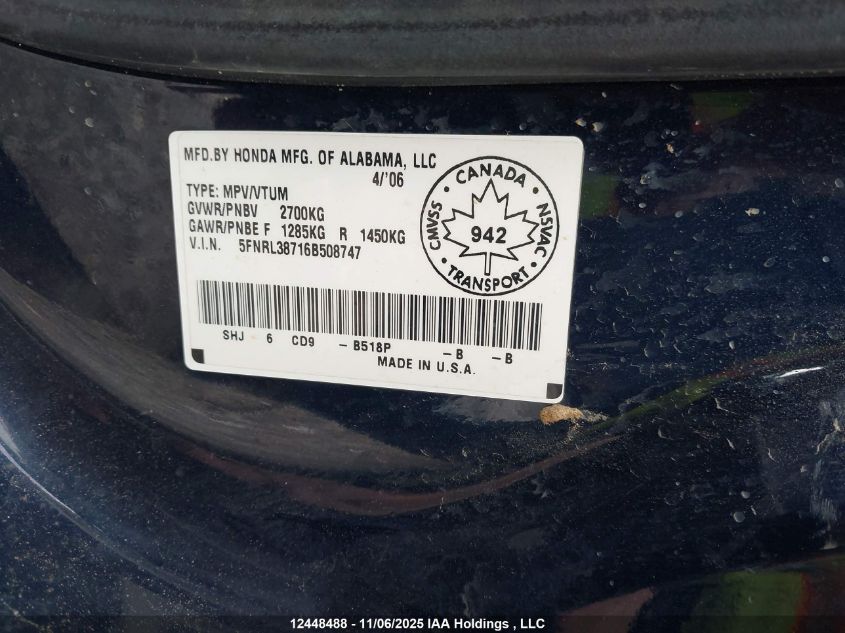 MFD.BY HONDA MFG. OF ALABAMA, LLC
4/'06
TYPE: MPV/VTUM
GVWR/PNBV 2700KG
GAWR/PNBE F 1285KG R 1450KG
V.I.N. 5FNRL38716B508747
CANADA
CMVSS
942
NSVAC
TRANSPORT
SHJ 6 CD9 -B518P -B -B
MADE IN U.S.A.
12448488 - 11/06/2025 IAA Holdings , LLC